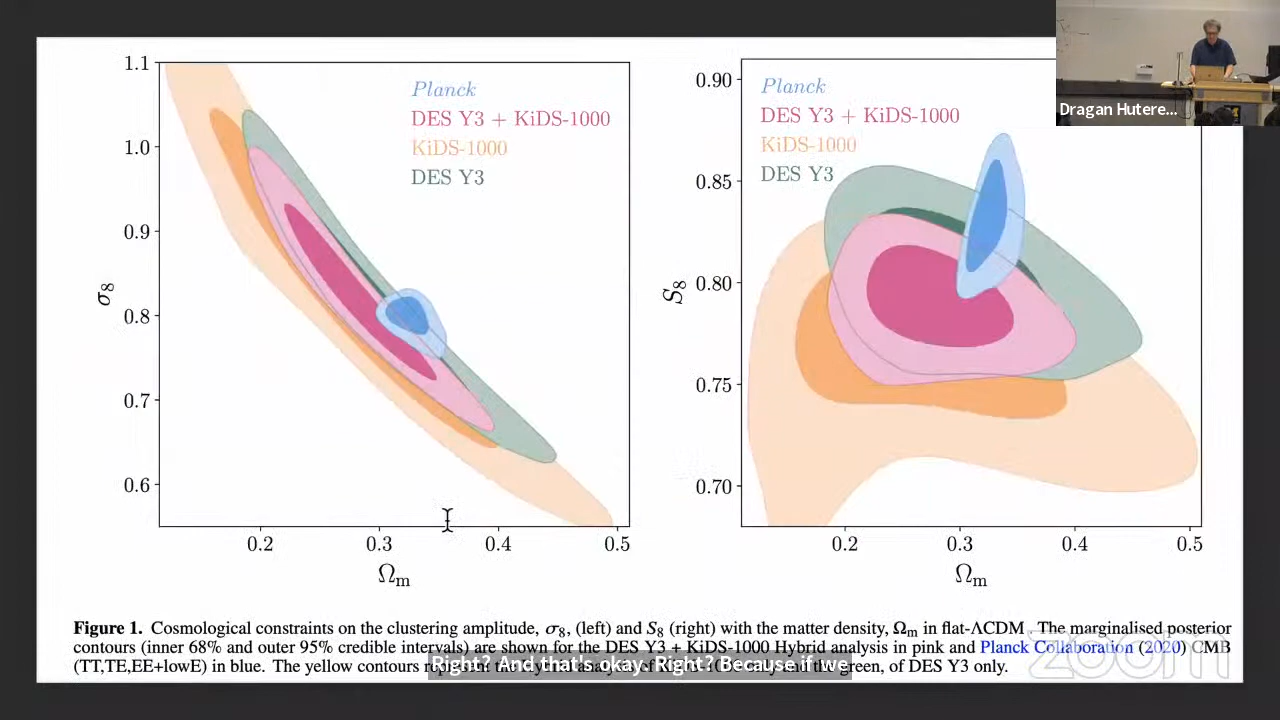 1.1
1.0
0.9
0.8
0.7
0.6
σ8
0.2 0.3 0.4 0.5
Ωm
Planck
DES Y3 + KiDS-1000
KiDS-1000
DES Y3
0.90
0.85
0.80
0.75
0.70
S8
0.2 0.3 0.4 0.5
Ωm
Planck
DES Y3 + KiDS-1000
KiDS-1000
DES Y3
Dragan Hutere...
Figure 1. Cosmological constraints on the clustering amplitude, σ8, (left) and S8 (right) with the matter density, Ωm in flat-ΛCDM. The marginalised posterior
contours (inner 68% and outer 95% credible intervals) are shown for the DES Y3 + KiDS-1000 Hybrid analysis in pink and Planck Collaboration (2020) CMB
(TT,TE,EE+lowE) in blue. The yellow contours green, of DES Y3 only.
Right? And that's okay. Right? Because if we
zoom